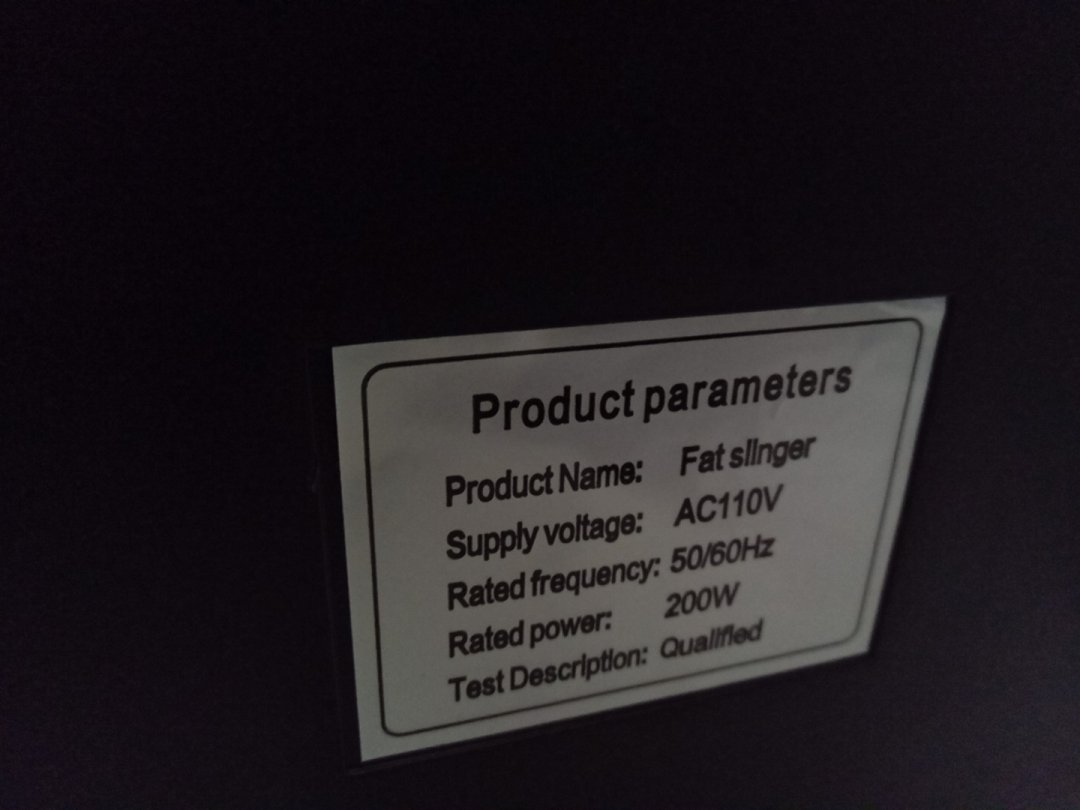 Product parameters
Product Name: Fat slinger
Supply voltage: AC110V
Rated frequency: 50/60Hz
Rated power: 200W
Test Description: Qualified